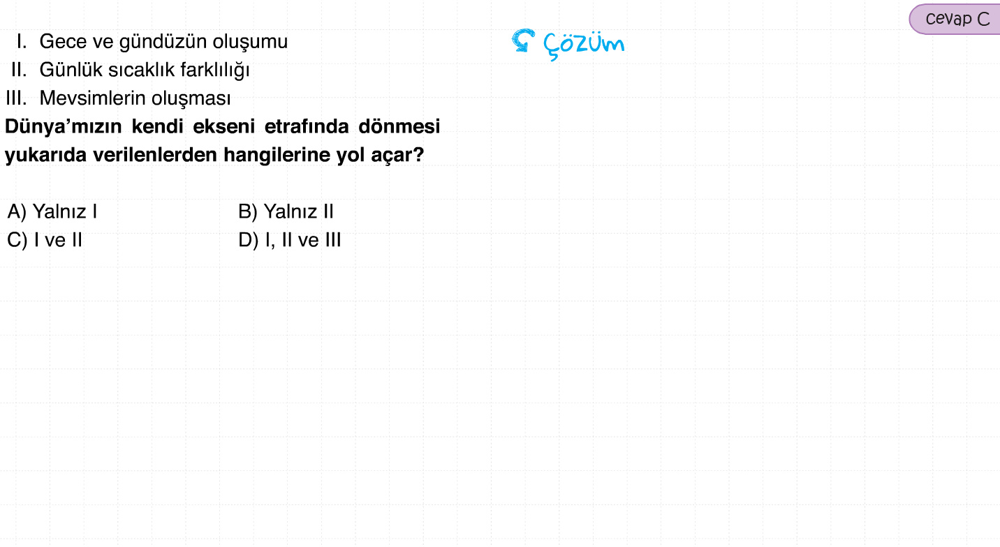 I. Gece ve gündüzün oluşumu
II. Günlük sıcaklık farklılığı
III. Mevsimlerin oluşması
Dünya'mızın kendi ekseni etrafında dönmesi
yukarıda verilenlerden hangilerine yol açar?
A) Yalnız I B) Yalnız II
C) I ve II D) I, II ve III
Çözüm
cevap C